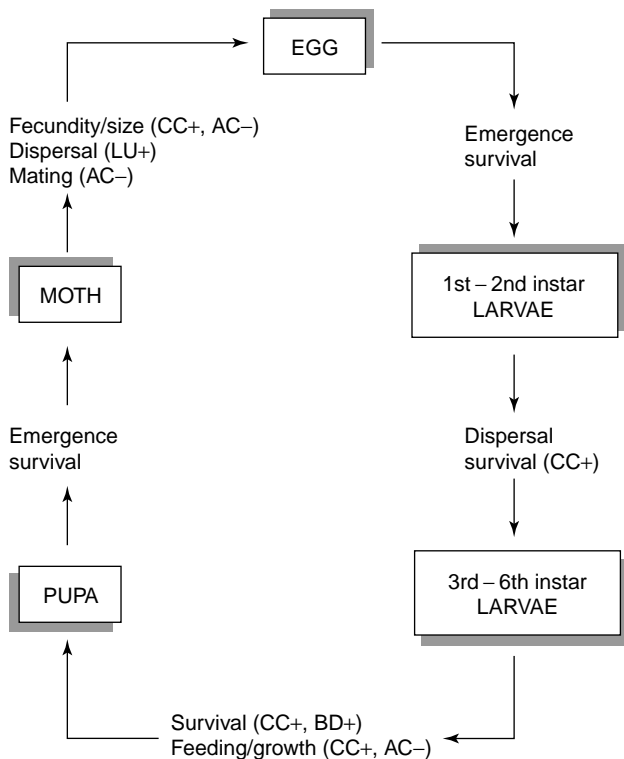 EGG
Emergence
survival
1st – 2nd instar
LARVAE
Dispersal
survival (CC+)
3rd – 6th instar
LARVAE
Survival (CC+, BD+)
Feeding/growth (CC+, AC–)
PUPA
Emergence
survival
MOTH
Fecundity/size (CC+, AC–)
Dispersal (LU+)
Mating (AC–)